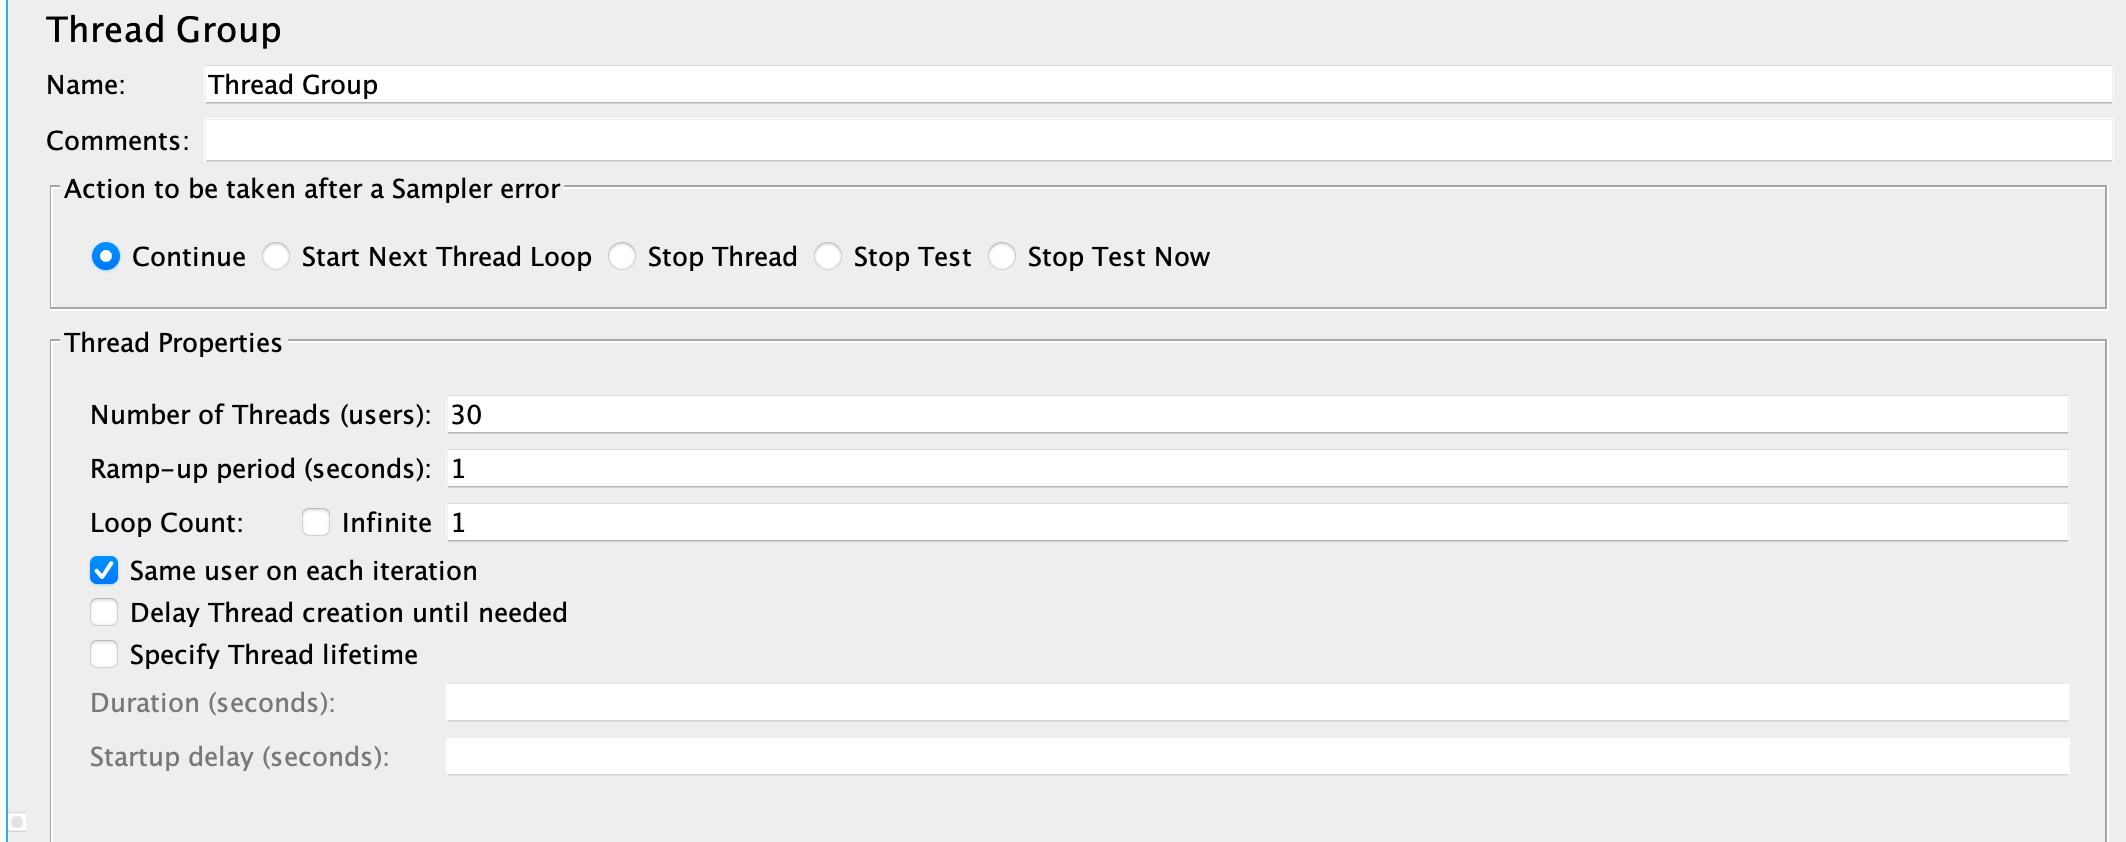 Thread Group
Name: Thread Group
Comments:
Action to be taken after a Sampler error
Continue Start Next Thread Loop Stop Thread Stop Test Stop Test Now
Thread Properties
Number of Threads (users): 30
Ramp-up period (seconds): 1
Loop Count: Infinite 1
Same user on each iteration
Delay Thread creation until needed
Specify Thread lifetime
Duration (seconds):
Startup delay (seconds):